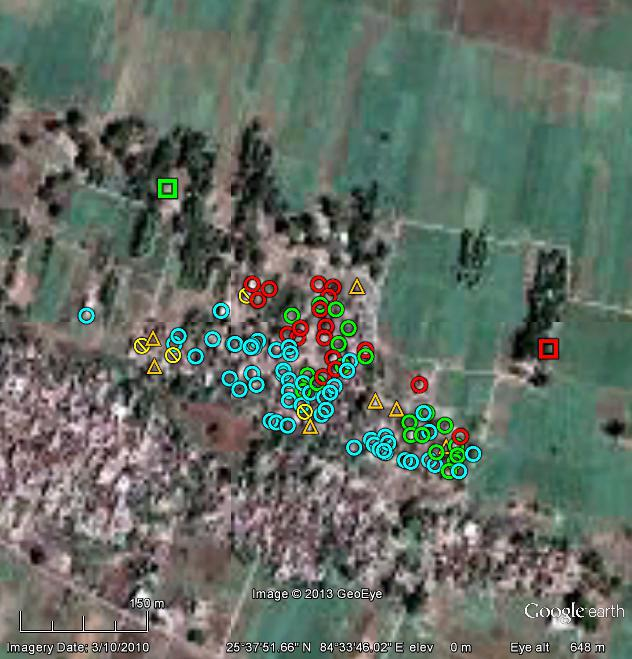 Image © 2013 GeoEye
Google earth
150 m
Imagery Date: 3/10/2010 25°37'51.66" N 84°33'46.02" E elev 0 m Eye alt 648 m